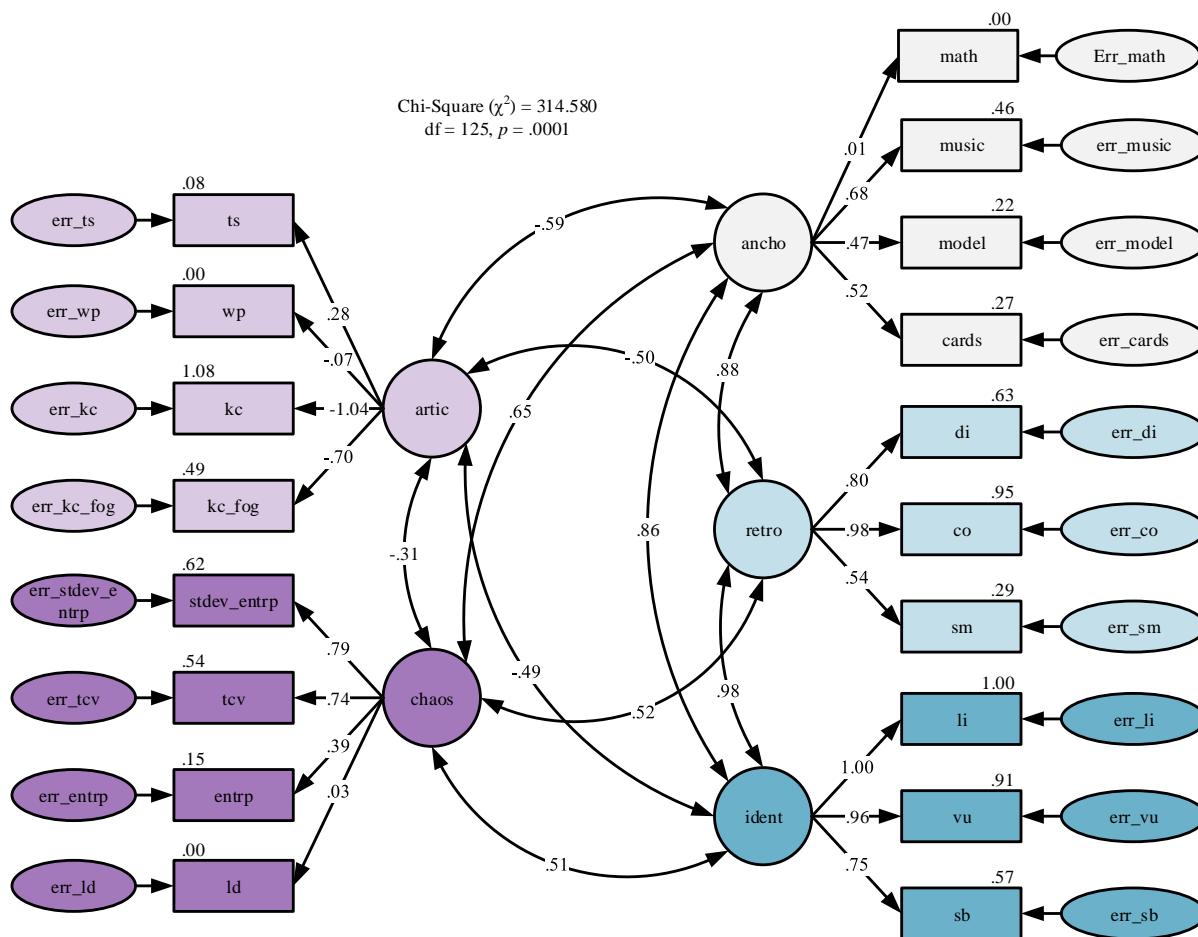 Chi-Square (χ²) = 314.580
df = 125, p = .0001
.08
err_ts
ts
.28
.00
err_wp
wp
-.07
1.08
err_kc
kc
-1.04
.49
err_kc_fog
kc_fog
-.70
.62
err_stdev_e
ntrp
stdev_entrp
.79
.54
err_tcv
tcv
.74
.15
err_entrp
entrp
.39
.00
err_ld
ld
.03
artic
chaos
-.59
-.50
.65
.88
-.31
.86
-.49
.52
.98
.51
ancho
retro
ident
.00
math
Err_math
.01
.46
music
err_music
.68
.22
model
err_model
.47
.27
cards
err_cards
.52
.63
di
err_di
.80
.95
co
err_co
.98
.29
sm
err_sm
.54
1.00
li
err_li
1.00
.91
vu
err_vu
.96
.57
sb
err_sb
.75